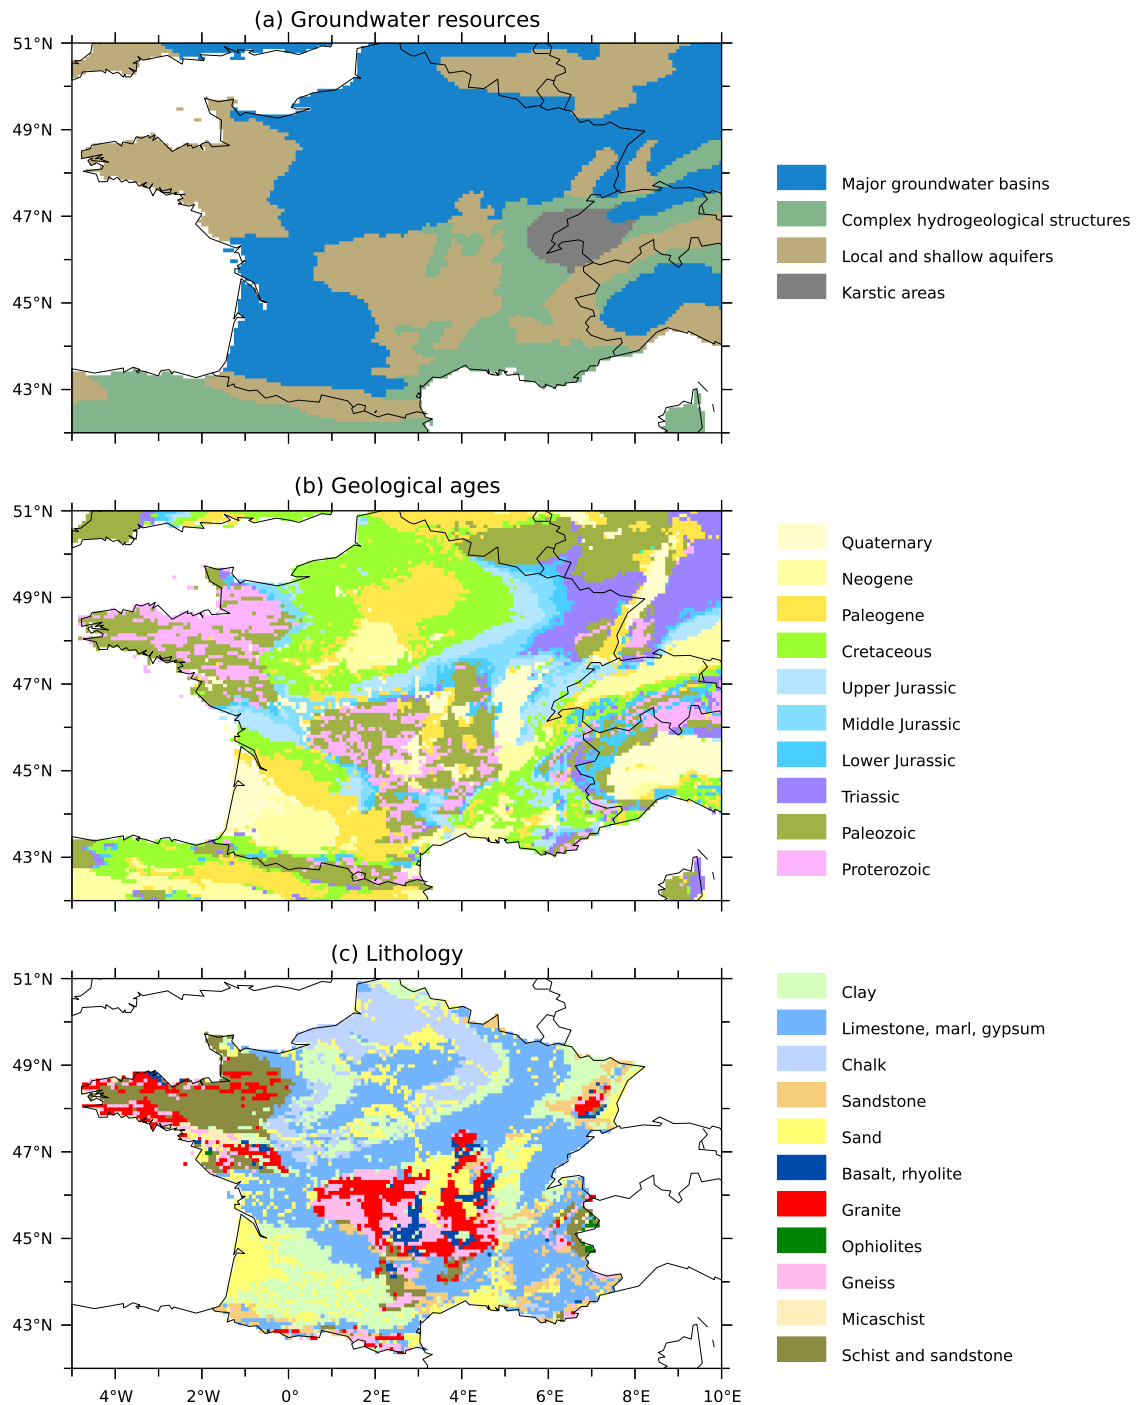 (a) Groundwater resources
51°N
49°N
47°N
45°N
43°N
Major groundwater basins
Complex hydrogeological structures
Local and shallow aquifers
Karstic areas
(b) Geological ages
51°N
49°N
47°N
45°N
43°N
Quaternary
Neogene
Paleogene
Cretaceous
Upper Jurassic
Middle Jurassic
Lower Jurassic
Triassic
Paleozoic
Proterozoic
(c) Lithology
51°N
49°N
47°N
45°N
43°N
4°W 2°W 0° 2°E 4°E 6°E 8°E 10°E
Clay
Limestone, marl, gypsum
Chalk
Sandstone
Sand
Basalt, rhyolite
Granite
Ophiolites
Gneiss
Micaschist
Schist and sandstone